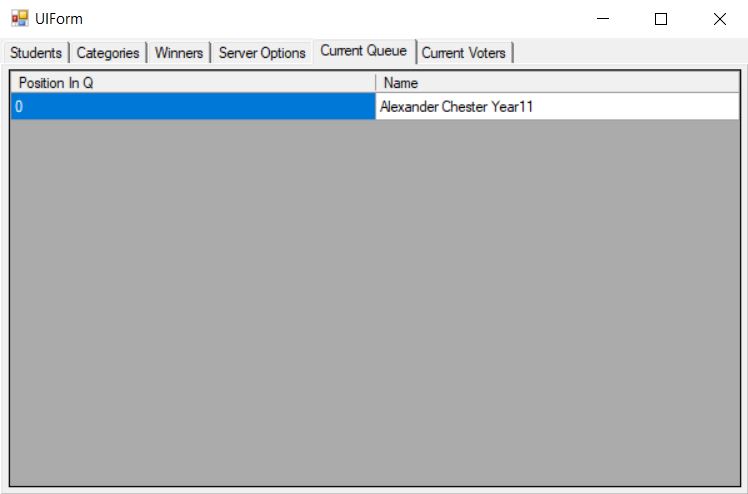 UIForm
Students Categories Winners Server Options Current Queue Current Voters
Position In Q Name
0 Alexander Chester Year11